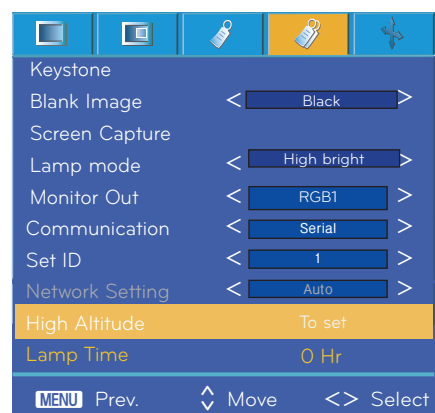 Keystone
Blank Image < Black >
Screen Capture
Lamp mode < High bright >
Monitor Out < RGB1 >
Communication < Serial >
Set ID < 1 >
Network Setting < Auto >
High Altitude To set
Lamp Time 0 Hr
MENU Prev. Move <> Select